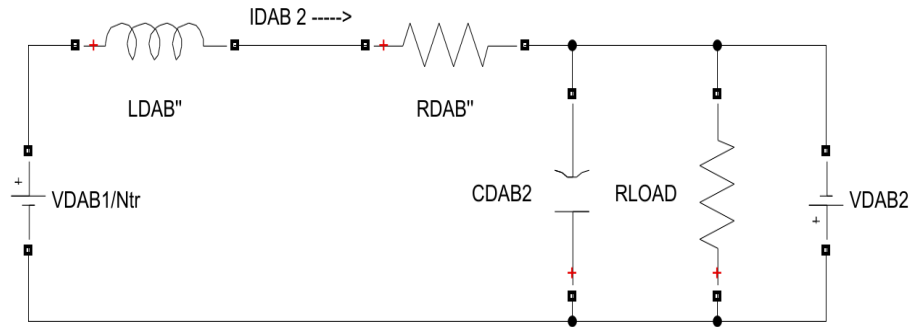 IDAB 2 ----->
LDAB"
RDAB"
VDAB1/Ntr
CDAB2
RLOAD
VDAB2